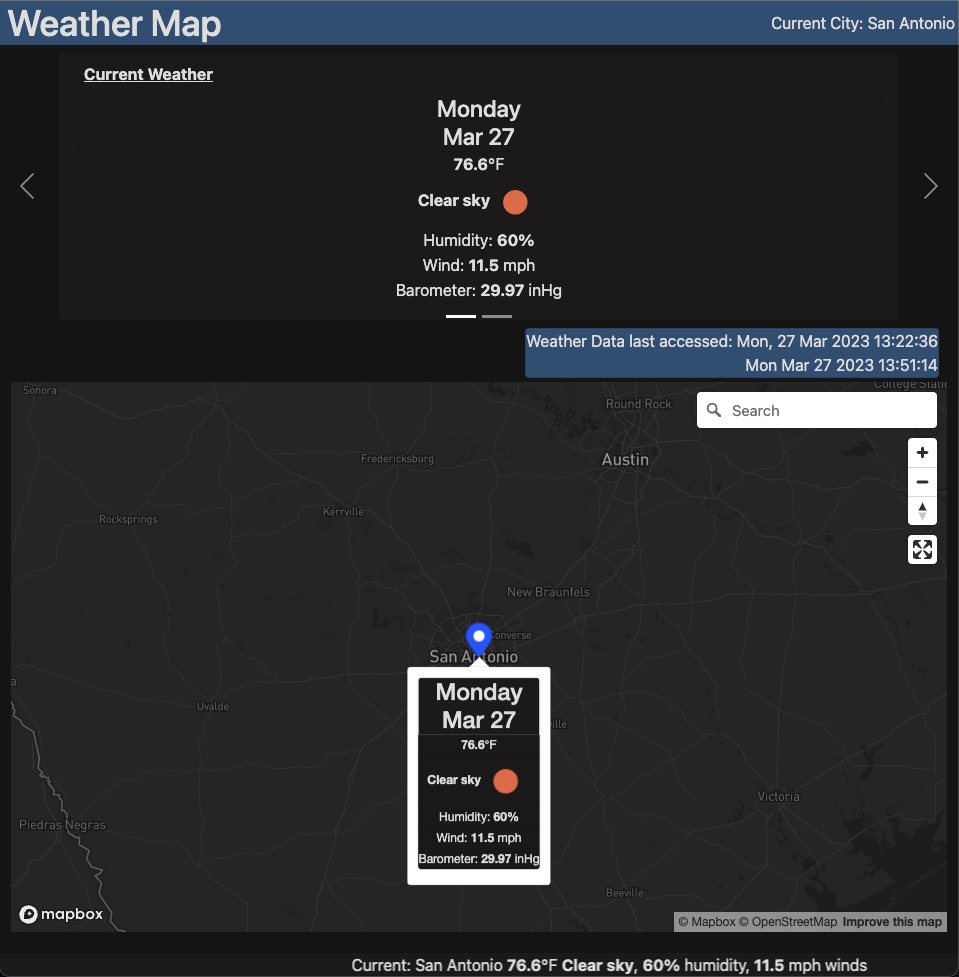 Weather Map
Current City: San Antonio
Current Weather
Monday
Mar 27
76.6°F
Clear sky
Humidity: 60%
Wind: 11.5 mph
Barometer: 29.97 inHg
Weather Data last accessed: Mon, 27 Mar 2023 13:22:36
Mon Mar 27 2023 13:51:14
Sonora
College Stati
Round Rock
Search
Austin
Fredericksburg
Kerrville
Rocksprings
New Braunfels
Converse
San Antonio
a
Uvalde
ville
Monday
Mar 27
76.6°F
Clear sky
Humidity: 60%
Wind: 11.5 mph
Barometer: 29.97 inHg
Victoria
Piedras Negras
Beeville
mapbox
© Mapbox © OpenStreetMap Improve this map
Current: San Antonio 76.6°F Clear sky, 60% humidity, 11.5 mph winds